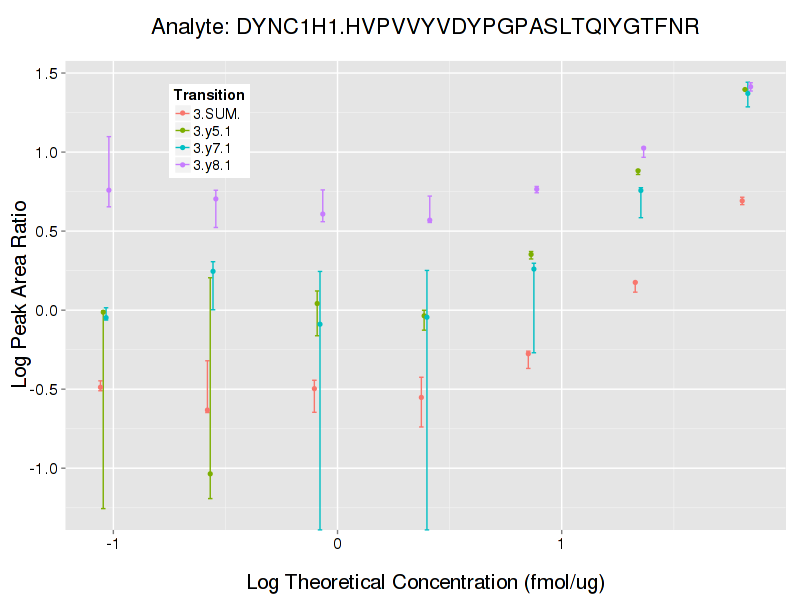 Analyte: DYNC1H1.HVPVVYVDYPGPASLTQIYGTFNR
Transition
3.SUM.
3.y5.1
3.y7.1
3.y8.1
Log Peak Area Ratio
1.5
1.0
0.5
0.0
-0.5
-1.0
-1 0 1
Log Theoretical Concentration (fmol/ug)